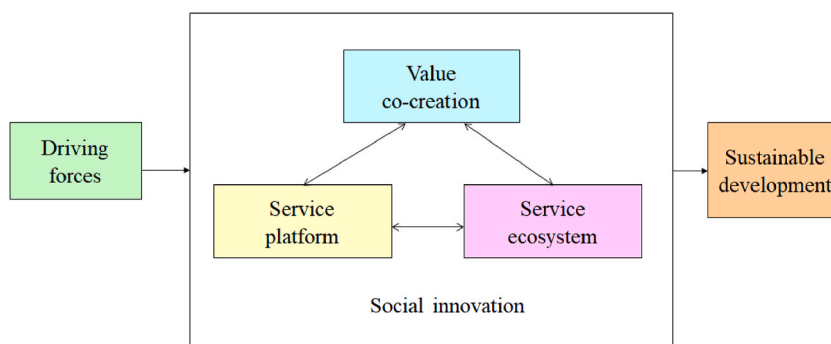 Value
co-creation
Driving
forces
Sustainable
development
Service
platform
Service
ecosystem
Social innovation